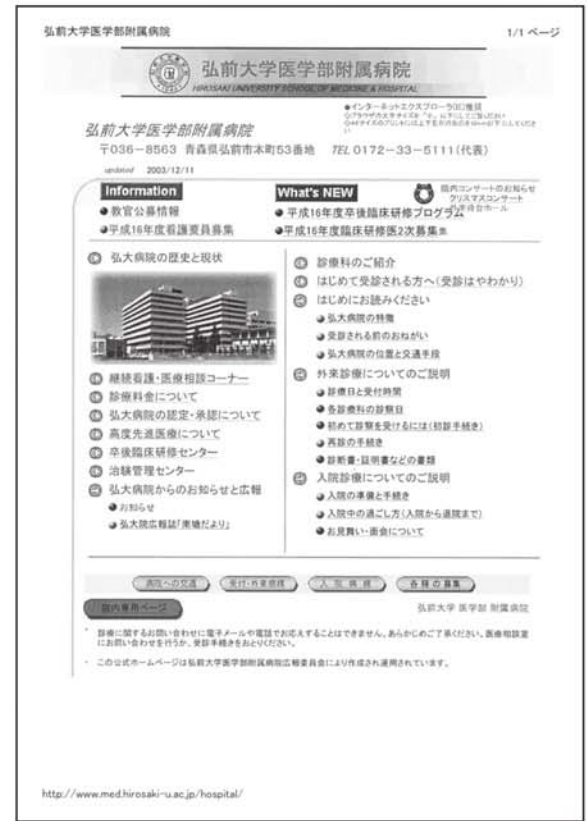 弘前大学医学部附属病院
1/1 ページ
弘前大学医学部附属病院
HIROSAKI UNIVERSITY SCHOOL OF MEDICINE & HOSPITAL
●インターネットエクスプローラ
弘前大学医学部附属病院
〒036-8563 青森県弘前市本町53番地 TEL 0172-33-5111(代表)
updated 2003/12/11
Information
●教官公募情報
●平成16年度看護要員募集
What's NEW
●平成16年度卒後臨床研修プログラム
●平成16年度臨床研修医2次募集
院内コンサートのお知らせ
クリスマスコンサート
弘大病院の歴史と現状
継続看護・医療相談コーナー
診療料金について
弘大病院の認定・承認について
高度先進医療について
卒後臨床研修センター
治験管理センター
弘大病院からのお知らせと広報
お知らせ
弘大院広報誌「南塘だより」
診療科のご紹介
はじめて受診される方へ(受診はやわかり)
はじめにお読みください
弘大病院の特徴
受診される前のおねがい
弘大病院の位置と交通手段
外来診療についてのご説明
診療日と受付時間
各診療科の診察日
初めて診察を受けるには(初診手続き)
再診の手続き
診断書・証明書などの書類
入院診療についてのご説明
入院の準備と手続き
入院中の過ごし方(入院から退院まで)
お見舞い・面会について
病院への交通
受付・外来診療
入院病棟
各種の募集
院内専用ページ
弘前大学 医学部 附属病院
診療に関するお問い合わせに電子メールや電話でお応えすることはできません。あらかじめご了承ください。医療相談室
にお問い合わせを行うか、受診手続きをおとりください。
この公式ホームページは弘前大学医学部附属病院広報委員会により作成され運用されています。
http://www.med.hirosaki-u.ac.jp/hospital/